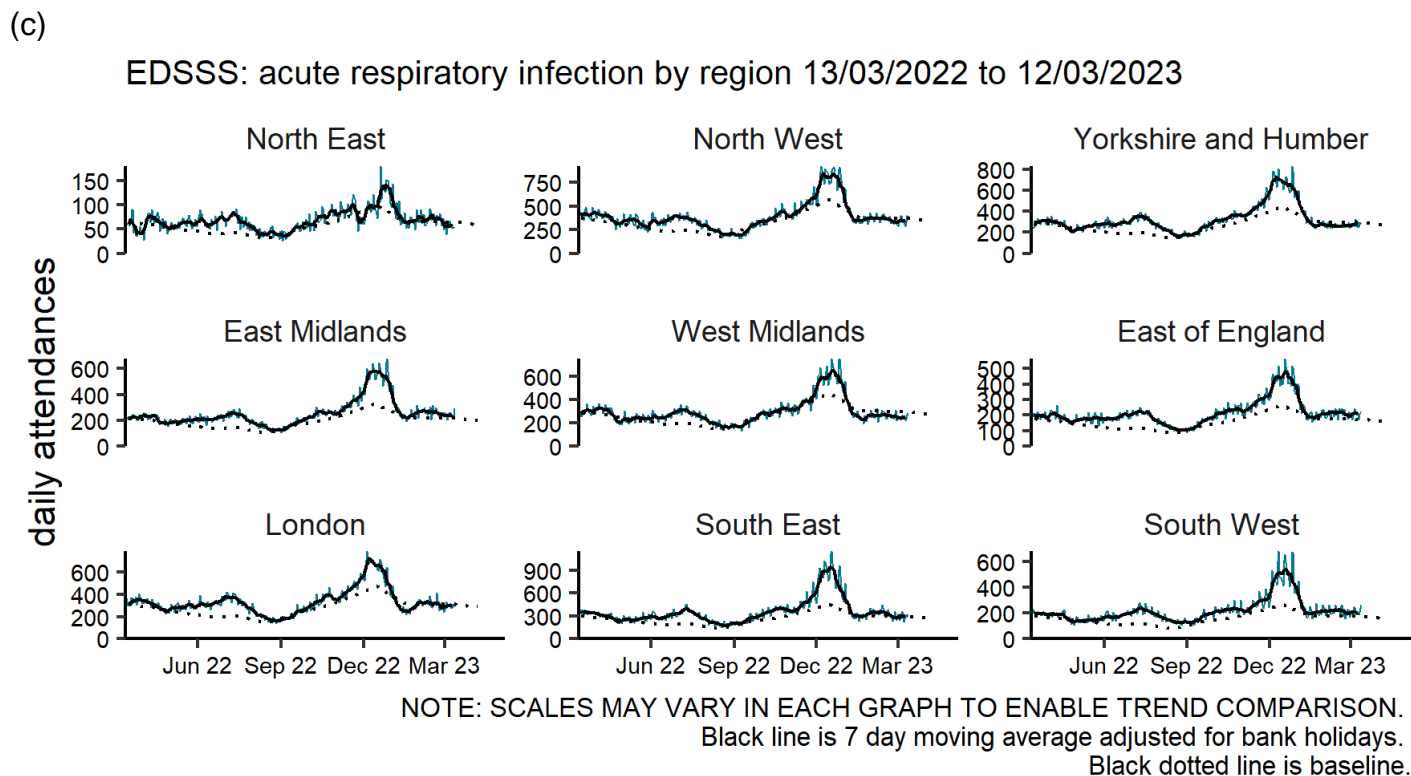 (c)
EDSSS: acute respiratory infection by region 13/03/2022 to 12/03/2023
North East
North West
Yorkshire and Humber
150
100
50
0
750
500
250
0
800
600
400
200
0
East Midlands
West Midlands
East of England
600
400
200
0
600
400
200
0
500
400
300
200
100
0
London
South East
South West
600
400
200
0
900
600
300
0
600
400
200
0
daily attendances
Jun 22 Sep 22 Dec 22 Mar 23
Jun 22 Sep 22 Dec 22 Mar 23
Jun 22 Sep 22 Dec 22 Mar 23
NOTE: SCALES MAY VARY IN EACH GRAPH TO ENABLE TREND COMPARISON.
Black line is 7 day moving average adjusted for bank holidays.
Black dotted line is baseline.